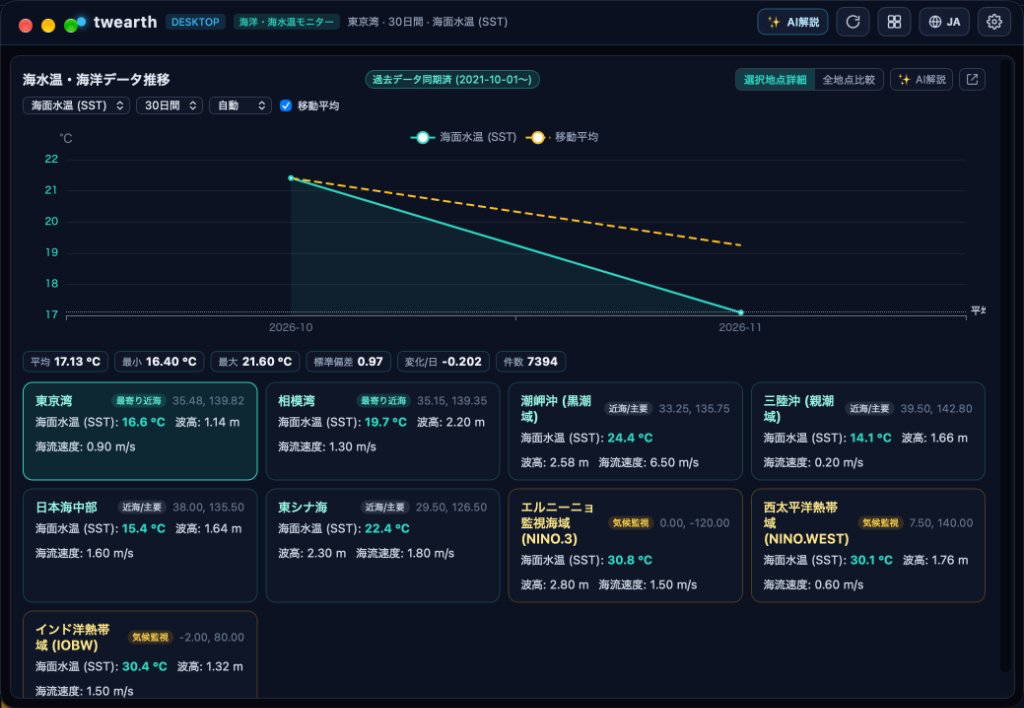 twearth DESKTOP 海洋・海水温モニター 東京湾 · 30日間 · 海面水温 (SST) AI解説 JA
海水温・海洋データ推移 過去データ同期済 (2021-10-01〜) 選択地点詳細 全地点比較 AI解説
海面水温 (SST) 30日間 自動 移動平均
℃ 海面水温 (SST) 移動平均
22
21
20
19
18
17
2026-10 2026-11
平均 17.13 °C 最小 16.40 °C 最大 21.60 °C 標準偏差 0.97 変化/日 -0.202 件数 7394
東京湾 最寄り近海 35.48, 139.82
海面水温 (SST): 16.6 °C 波高: 1.14 m
海流速度: 0.90 m/s
相模湾 最寄り近海 35.15, 139.35
海面水温 (SST): 19.7 °C 波高: 2.20 m
海流速度: 1.30 m/s
潮岬沖 (黒潮
域) 近海/主要 33.25, 135.75
海面水温 (SST): 24.4 °C
波高: 2.58 m 海流速度: 6.50 m/s
三陸沖 (親潮
域) 近海/主要 39.50, 142.80
海面水温 (SST): 14.1 °C 波高: 1.66 m
海流速度: 0.20 m/s
日本海中部 近海/主要 38.00, 135.50
海面水温 (SST): 15.4 °C 波高: 1.64 m
海流速度: 1.60 m/s
東シナ海 近海/主要 29.50, 126.50
海面水温 (SST): 22.4 °C
波高: 2.30 m 海流速度: 1.80 m/s
エルニーニョ
監視海域
(NINO.3) 気候監視 0.00, -120.00
海面水温 (SST): 30.8 °C
波高: 2.80 m 海流速度: 1.50 m/s
西太平洋熱帯
域
(NINO.WEST) 気候監視 7.50, 140.00
海面水温 (SST): 30.1 °C 波高: 1.76 m
海流速度: 0.60 m/s
インド洋熱帯
域 (IOBW) 気候監視 -2.00, 80.00
海面水温 (SST): 30.4 °C 波高: 1.32 m
海流速度: 1.50 m/s